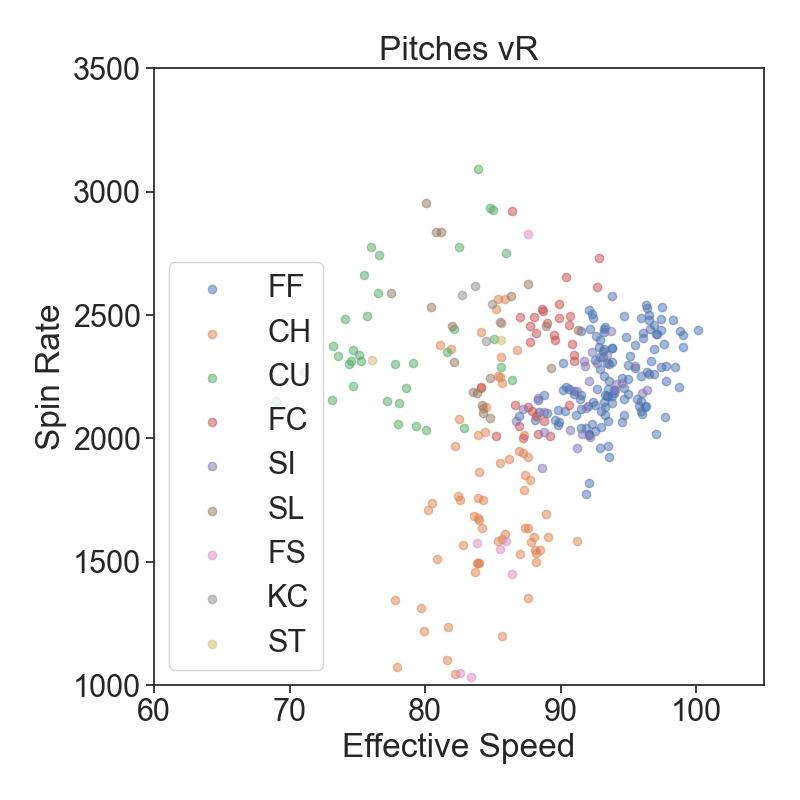 Pitches vR
3500
3000
2500
2000
1500
1000
Spin Rate
FF
CH
CU
FC
SI
SL
FS
KC
ST
60 70 80 90 100
Effective Speed